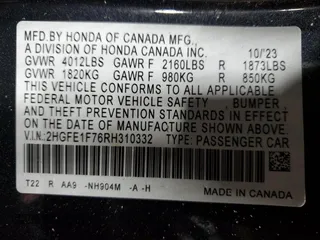 MFD.BY HONDA OF CANADA MFG.,
A DIVISION OF HONDA CANADA INC. 10/'23
GVWR 4012LBS GAWR F 2160LBS R 1873LBS
GVWR 1820KG GAWR F 980KG R 850KG
THIS VEHICLE CONFORMS TO ALL APPLICABLE
FEDERAL MOTOR VEHICLE SAFETY , BUMPER ,
AND THEFT PREVENTION STANDARDS IN EFFECT
ON THE DATE OF MANUFACTURE SHOWN ABOVE.
V.I.N:2HGFE1F76RH310332 TYPE:PASSENGER CAR
T22 R AA9 -NH904M -A -H
MADE IN CANADA